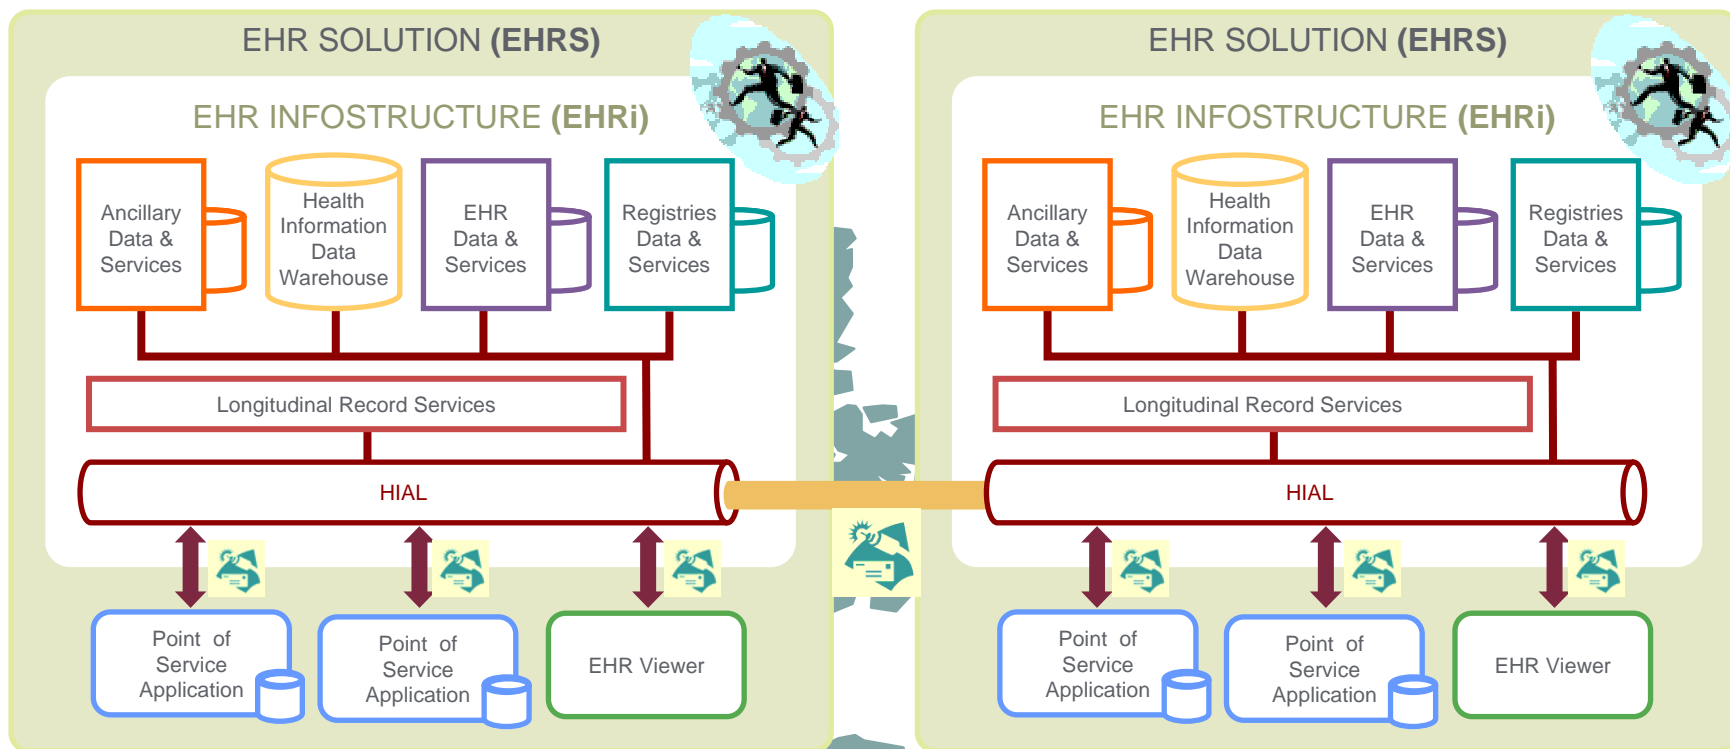 EHR SOLUTION (EHRS)
EHR INFOSTRUCTURE (EHRi)
Ancillary
Data &
Services
Health
Information
Data
Warehouse
EHR
Data &
Services
Registries
Data &
Services
Longitudinal Record Services
HIAL
Point of
Service
Application
Point of
Service
Application
EHR Viewer
EHR SOLUTION (EHRS)
EHR INFOSTRUCTURE (EHRi)
Ancillary
Data &
Services
Health
Information
Data
Warehouse
EHR
Data &
Services
Registries
Data &
Services
Longitudinal Record Services
HIAL
Point of
Service
Application
Point of
Service
Application
EHR Viewer